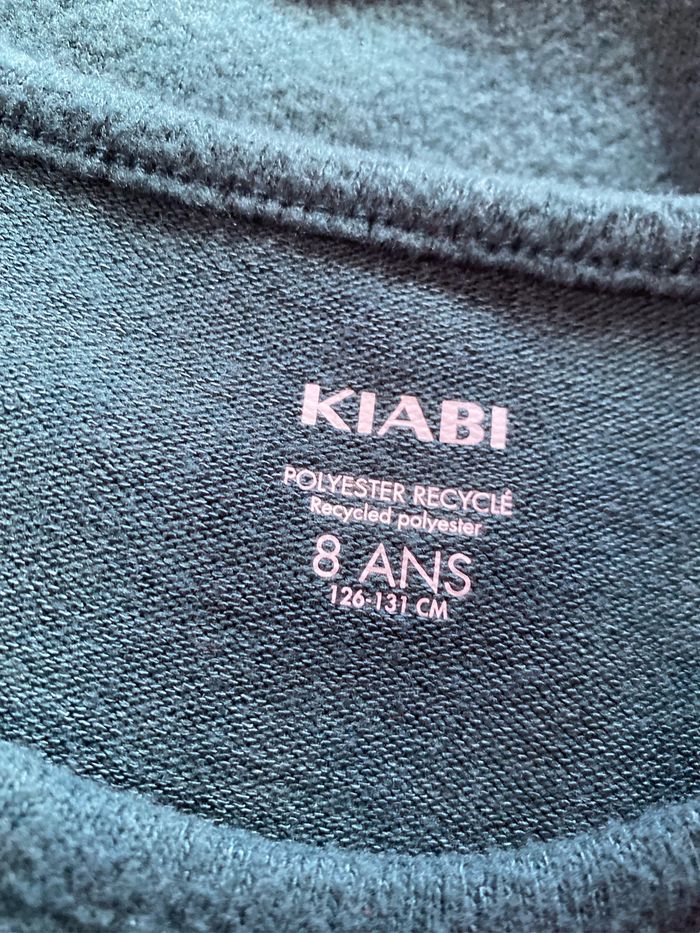 KIABI
POLYESTER RECYCLÉ
Recycled polyester
8 ANS
126-131 CM